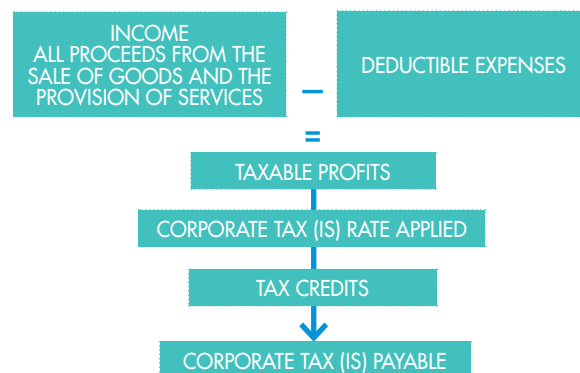 INCOME
ALL PROCEEDS FROM THE
SALE OF GOODS AND THE
PROVISION OF SERVICES
–
DEDUCTIBLE EXPENSES
=
TAXABLE PROFITS
CORPORATE TAX (IS) RATE APPLIED
TAX CREDITS
CORPORATE TAX (IS) PAYABLE